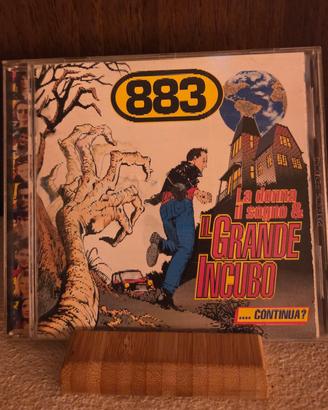 883
La donna
il sogno &
IL GRANDE
INCUBO
.... CONTINUA?